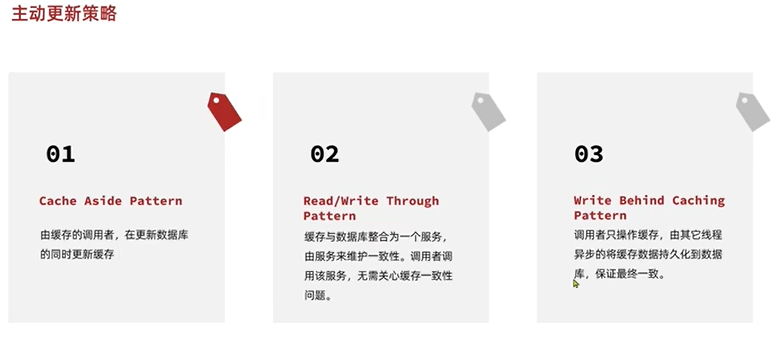 主动更新策略
01
Cache Aside Pattern
由缓存的调用者，在更新数据库
的同时更新缓存
02
Read/Write Through
Pattern
缓存与数据库整合为一个服务，
由服务来维护一致性。调用者调
用该服务，无需关心缓存一致性
问题。
03
Write Behind Caching
Pattern
调用者只操作缓存，由其它线程
异步的将缓存数据持久化到数据
库，保证最终一致。